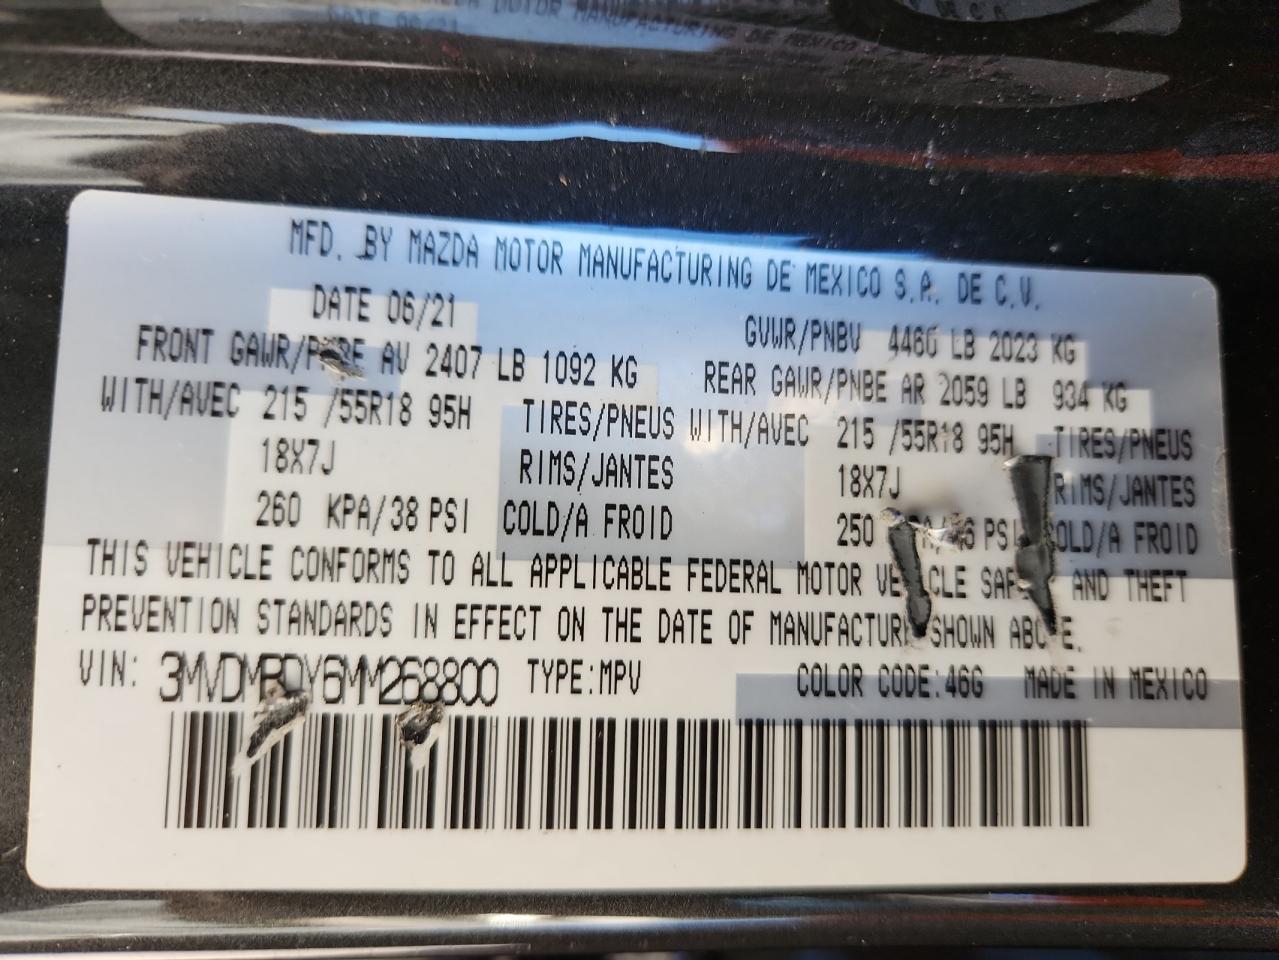 MFD. BY MAZDA MOTOR MANUFACTURING DE MEXICO S.A. DE C.V.
DATE 06/21 GVWR/PNBV 4460 LB 2023 KG
FRONT GAWR/PNBE AV 2407 LB 1092 KG REAR GAWR/PNBE AR 2059 LB 934 KG
WITH/AVEC 215 /55R18 95H TIRES/PNEUS WITH/AVEC 215 /55R18 95H TIRES/PNEUS
18X7J RIMS/JANTES 18X7J RIMS/JANTES
260 KPA/38 PSI COLD/A FROID 250 PSI COLD/A FROID
THIS VEHICLE CONFORMS TO ALL APPLICABLE FEDERAL MOTOR VEHICLE SAFETY AND THEFT
PREVENTION STANDARDS IN EFFECT ON THE DATE OF MANUFACTURE SHOWN ABOVE.
VIN: 3MVDMBDY6MM268800 TYPE:MPV COLOR CODE:46G MADE IN MEXICO